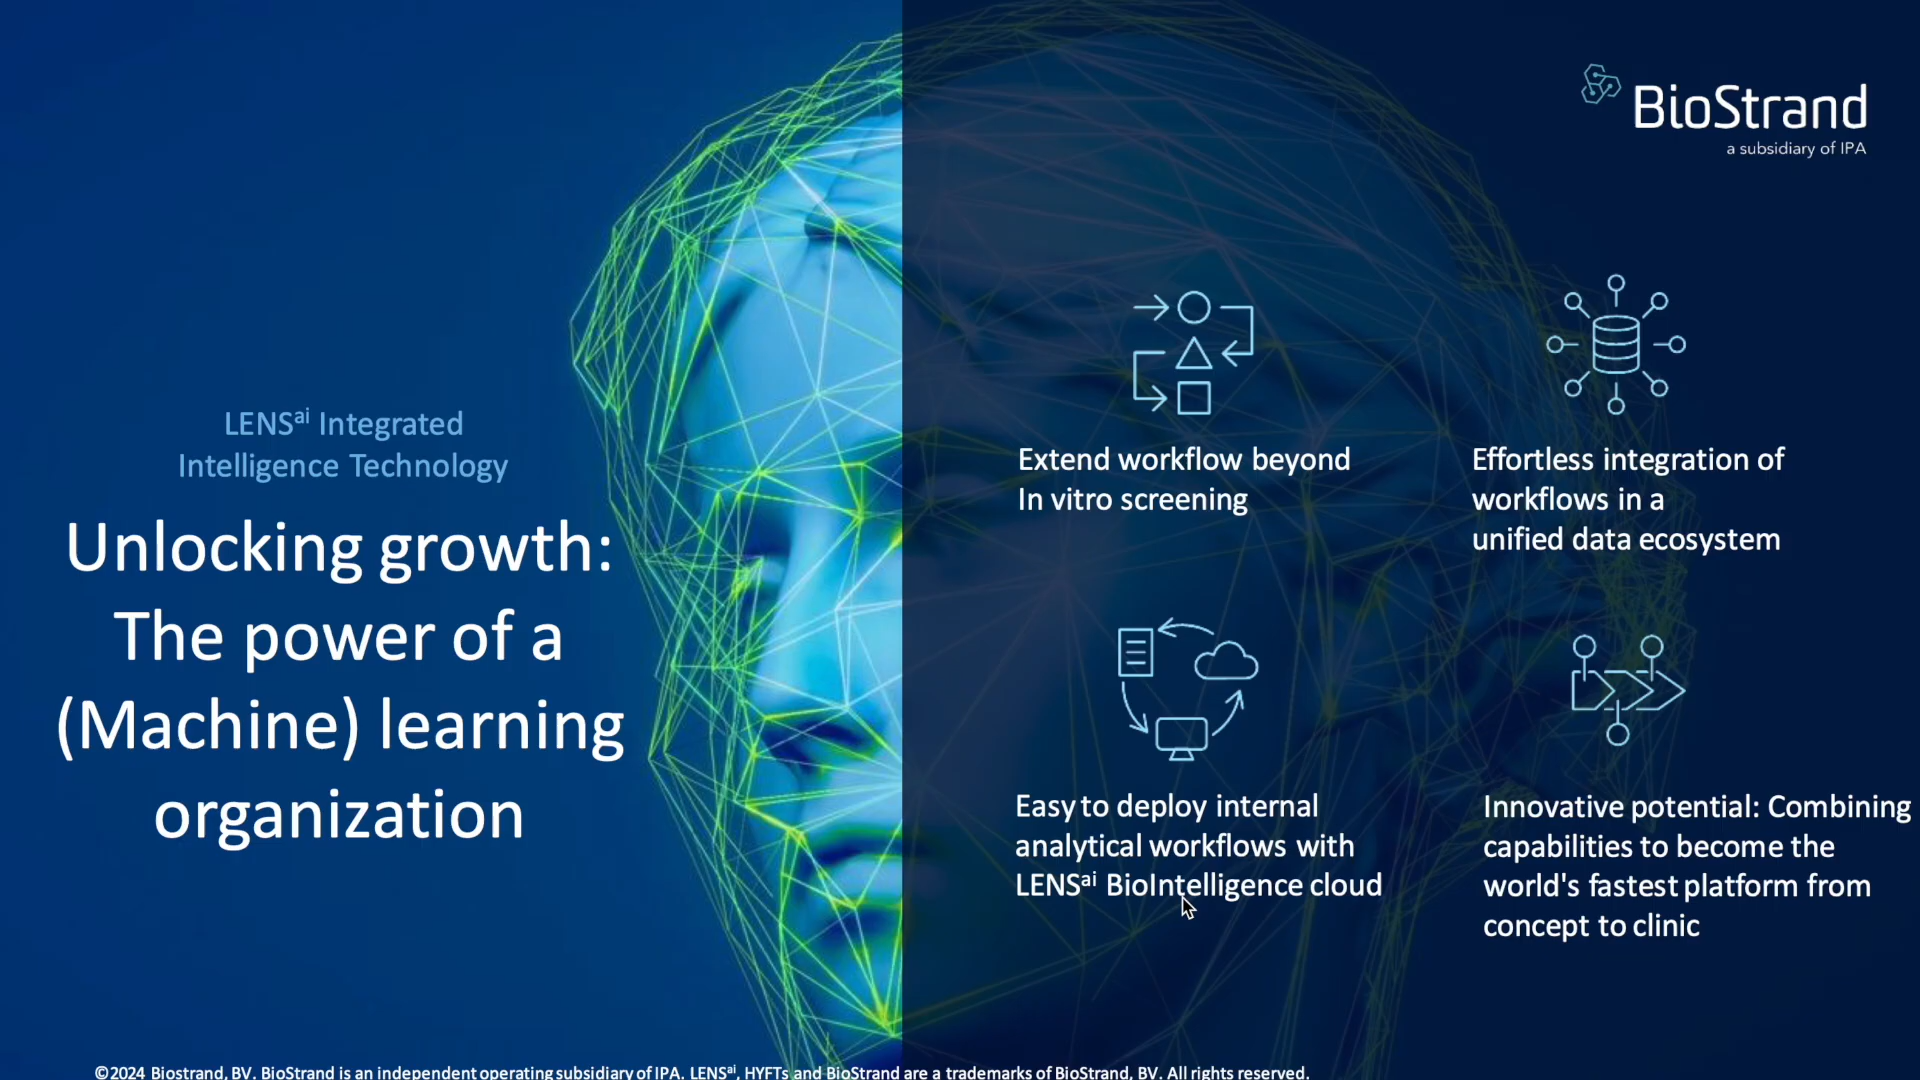 BioStrand
a subsidiary of IPA
LENSai Integrated
Intelligence Technology
Unlocking growth:
The power of a
(Machine) learning
organization
Extend workflow beyond
In vitro screening
Effortless integration of
workflows in a
unified data ecosystem
Easy to deploy internal
analytical workflows with
LENSai BioIntelligence cloud
Innovative potential: Combining
capabilities to become the
world's fastest platform from
concept to clinic
©2024 Biostrand, BV. BioStrand is an independent operating subsidiary of IPA. LENSai, HYFTs and BioStrand are a trademarks of BioStrand, BV. All rights reserved.